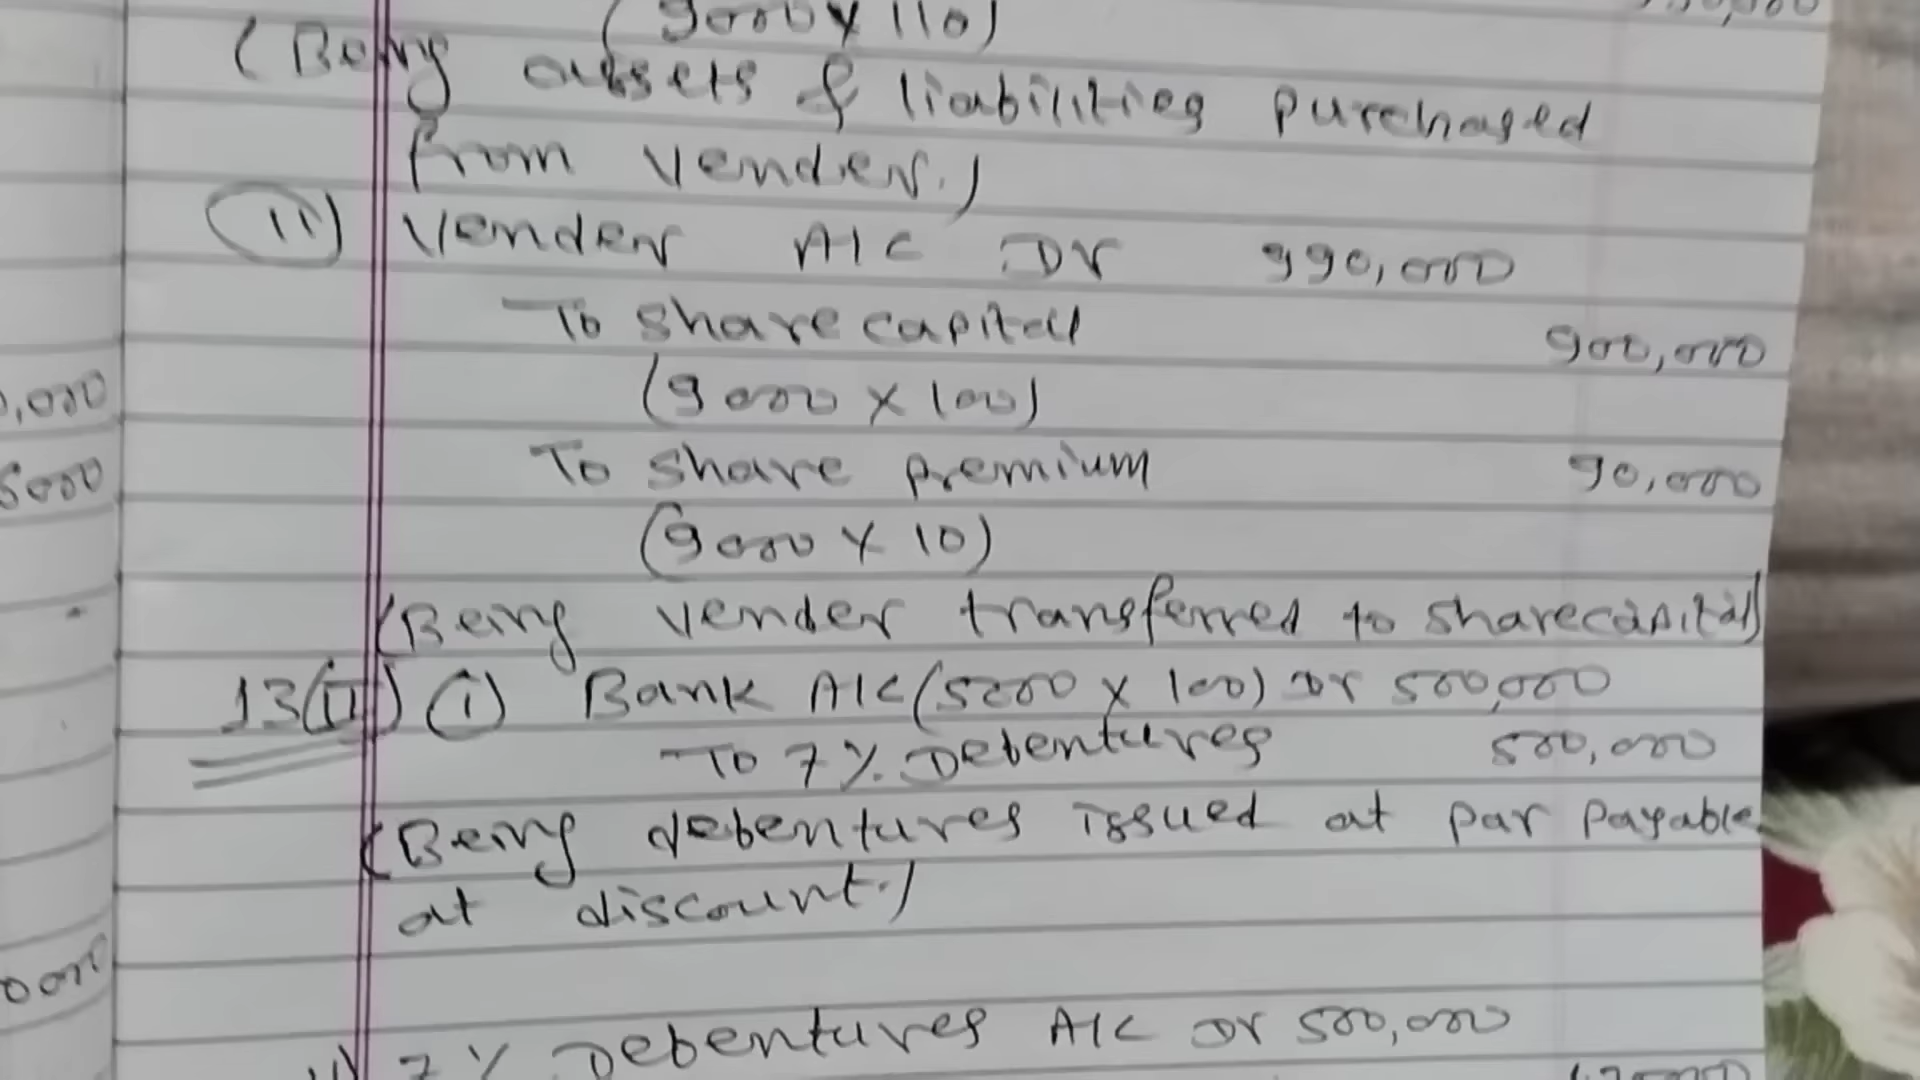 (9000 X 110)
(Being assets & liabilities purchased
from vender.)
ii) Vender A/C Dr 990,000
To share capital 900,000
(9000 X 100)
To share premium 90,000
(9000 X 10)
(Being vender transferred to sharecapital)
13(II) (i) Bank A/C (5000 X 100) Dr 500,000
To 7% Debentures 500,000
(Being debentures issued at par payable
at discount.)
ii) 7% Debentures A/C Dr 500,000